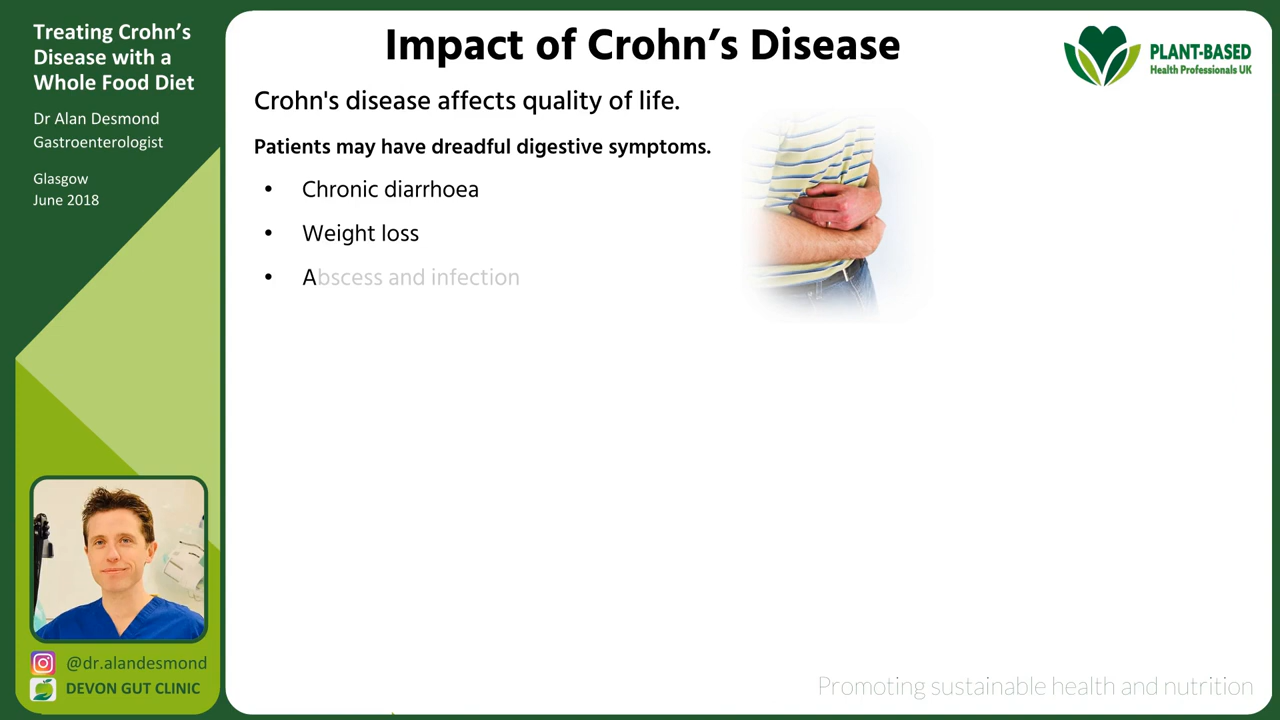 Treating Crohn’s
Disease with a
Whole Food Diet
Dr Alan Desmond
Gastroenterologist
Glasgow
June 2018
@dr.alandesmond
DEVON GUT CLINIC
Impact of Crohn’s Disease
PLANT-BASED
Health Professionals UK
Crohn's disease affects quality of life.
Patients may have dreadful digestive symptoms.
• Chronic diarrhoea
• Weight loss
• Abscess and infection
Promoting sustainable health and nutrition